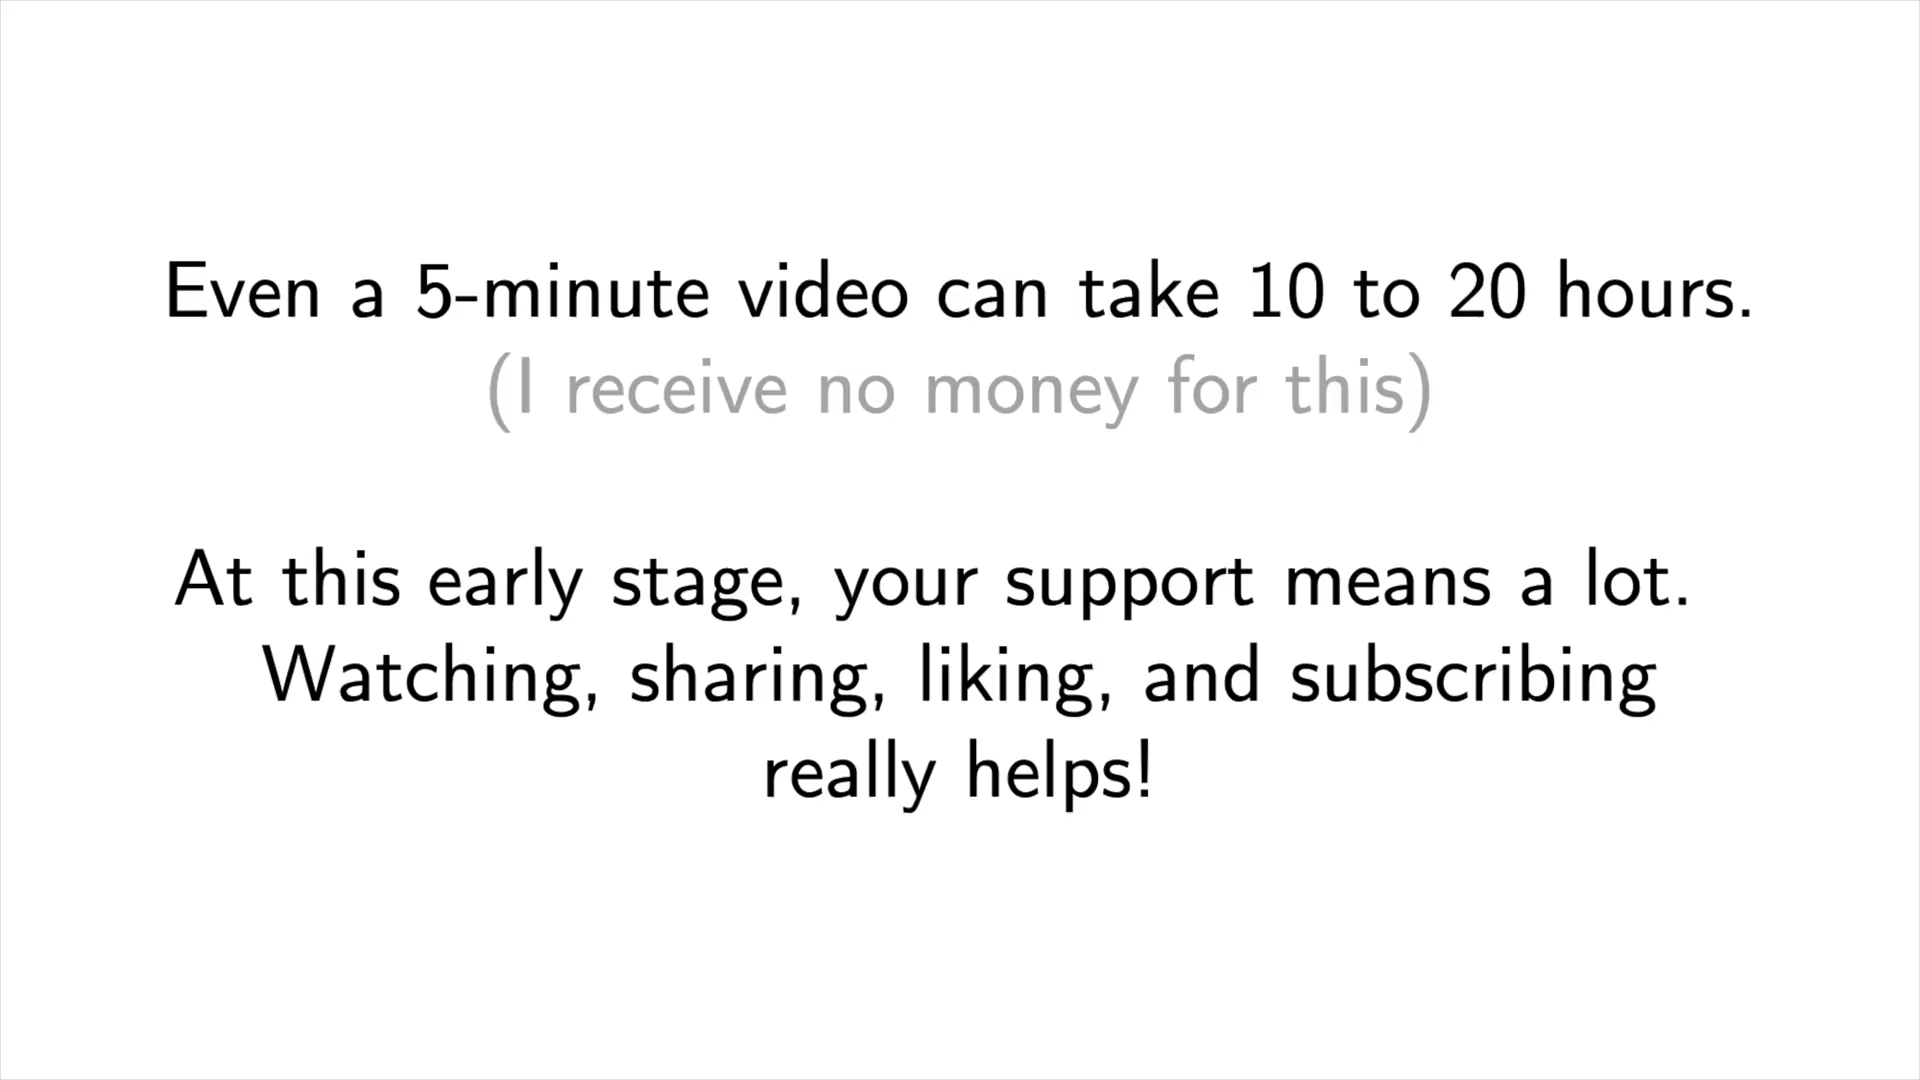 Even a 5-minute video can take 10 to 20 hours.
(I receive no money for this)
At this early stage, your support means a lot.
Watching, sharing, liking, and subscribing
really helps!